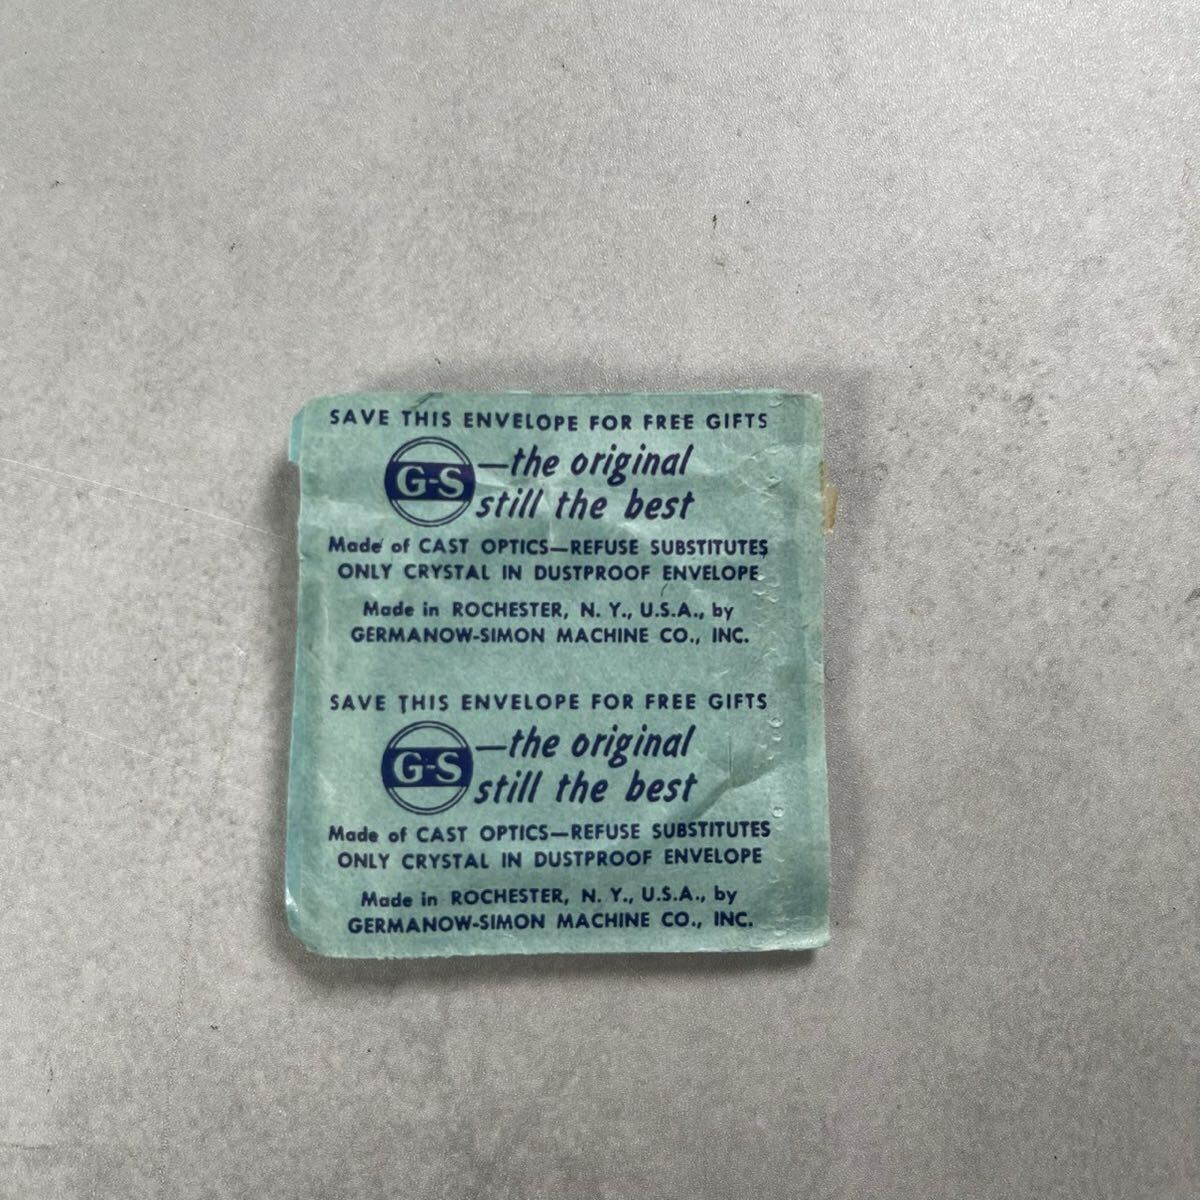 SAVE THIS ENVELOPE FOR FREE GIFTS
G-S —the original
still the best
Made of CAST OPTICS—REFUSE SUBSTITUTES
ONLY CRYSTAL IN DUSTPROOF ENVELOPE
Made in ROCHESTER, N. Y., U.S.A., by
GERMANOW-SIMON MACHINE CO., INC.
SAVE THIS ENVELOPE FOR FREE GIFTS
G-S —the original
still the best
Made of CAST OPTICS—REFUSE SUBSTITUTES
ONLY CRYSTAL IN DUSTPROOF ENVELOPE
Made in ROCHESTER, N. Y., U.S.A., by
GERMANOW-SIMON MACHINE CO., INC.